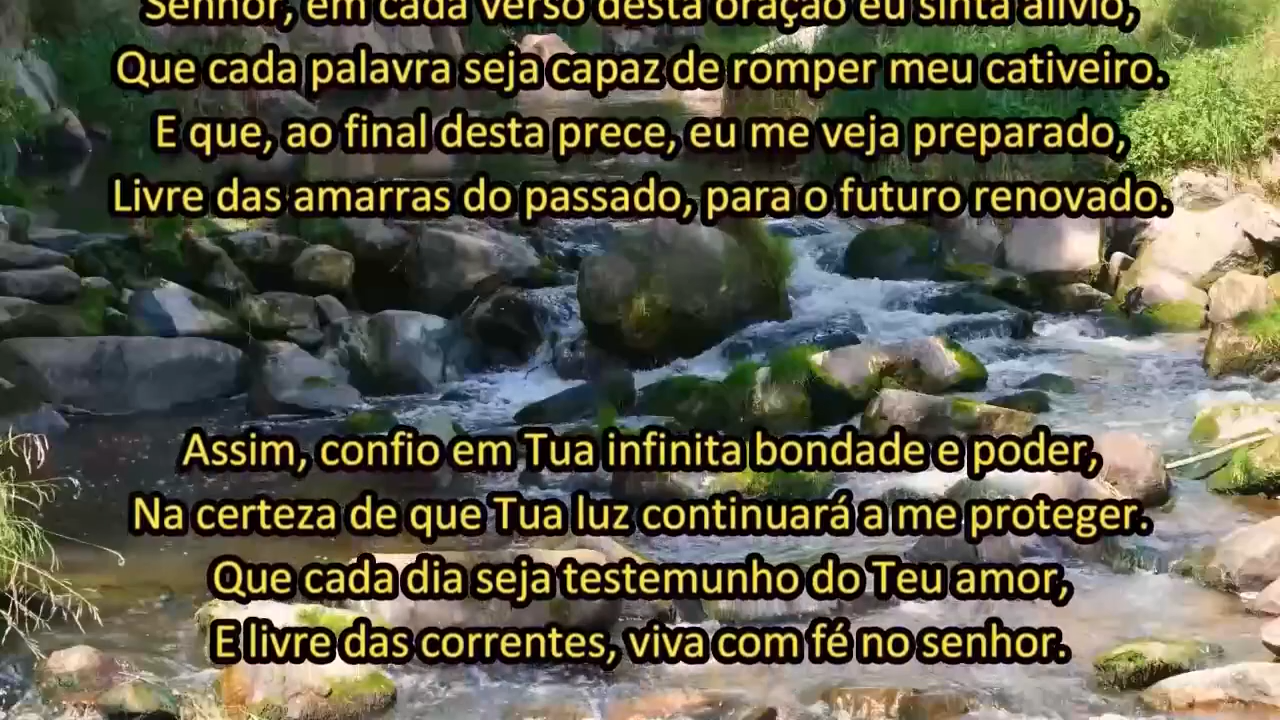 Senhor, em cada verso desta oração eu sinta alívio,
Que cada palavra seja capaz de romper meu cativeiro.
E que, ao final desta prece, eu me veja preparado,
Livre das amarras do passado, para o futuro renovado.
Assim, confio em Tua infinita bondade e poder,
Na certeza de que Tua luz continuará a me proteger.
Que cada dia seja testemunho do Teu amor,
E livre das correntes, viva com fé no senhor.